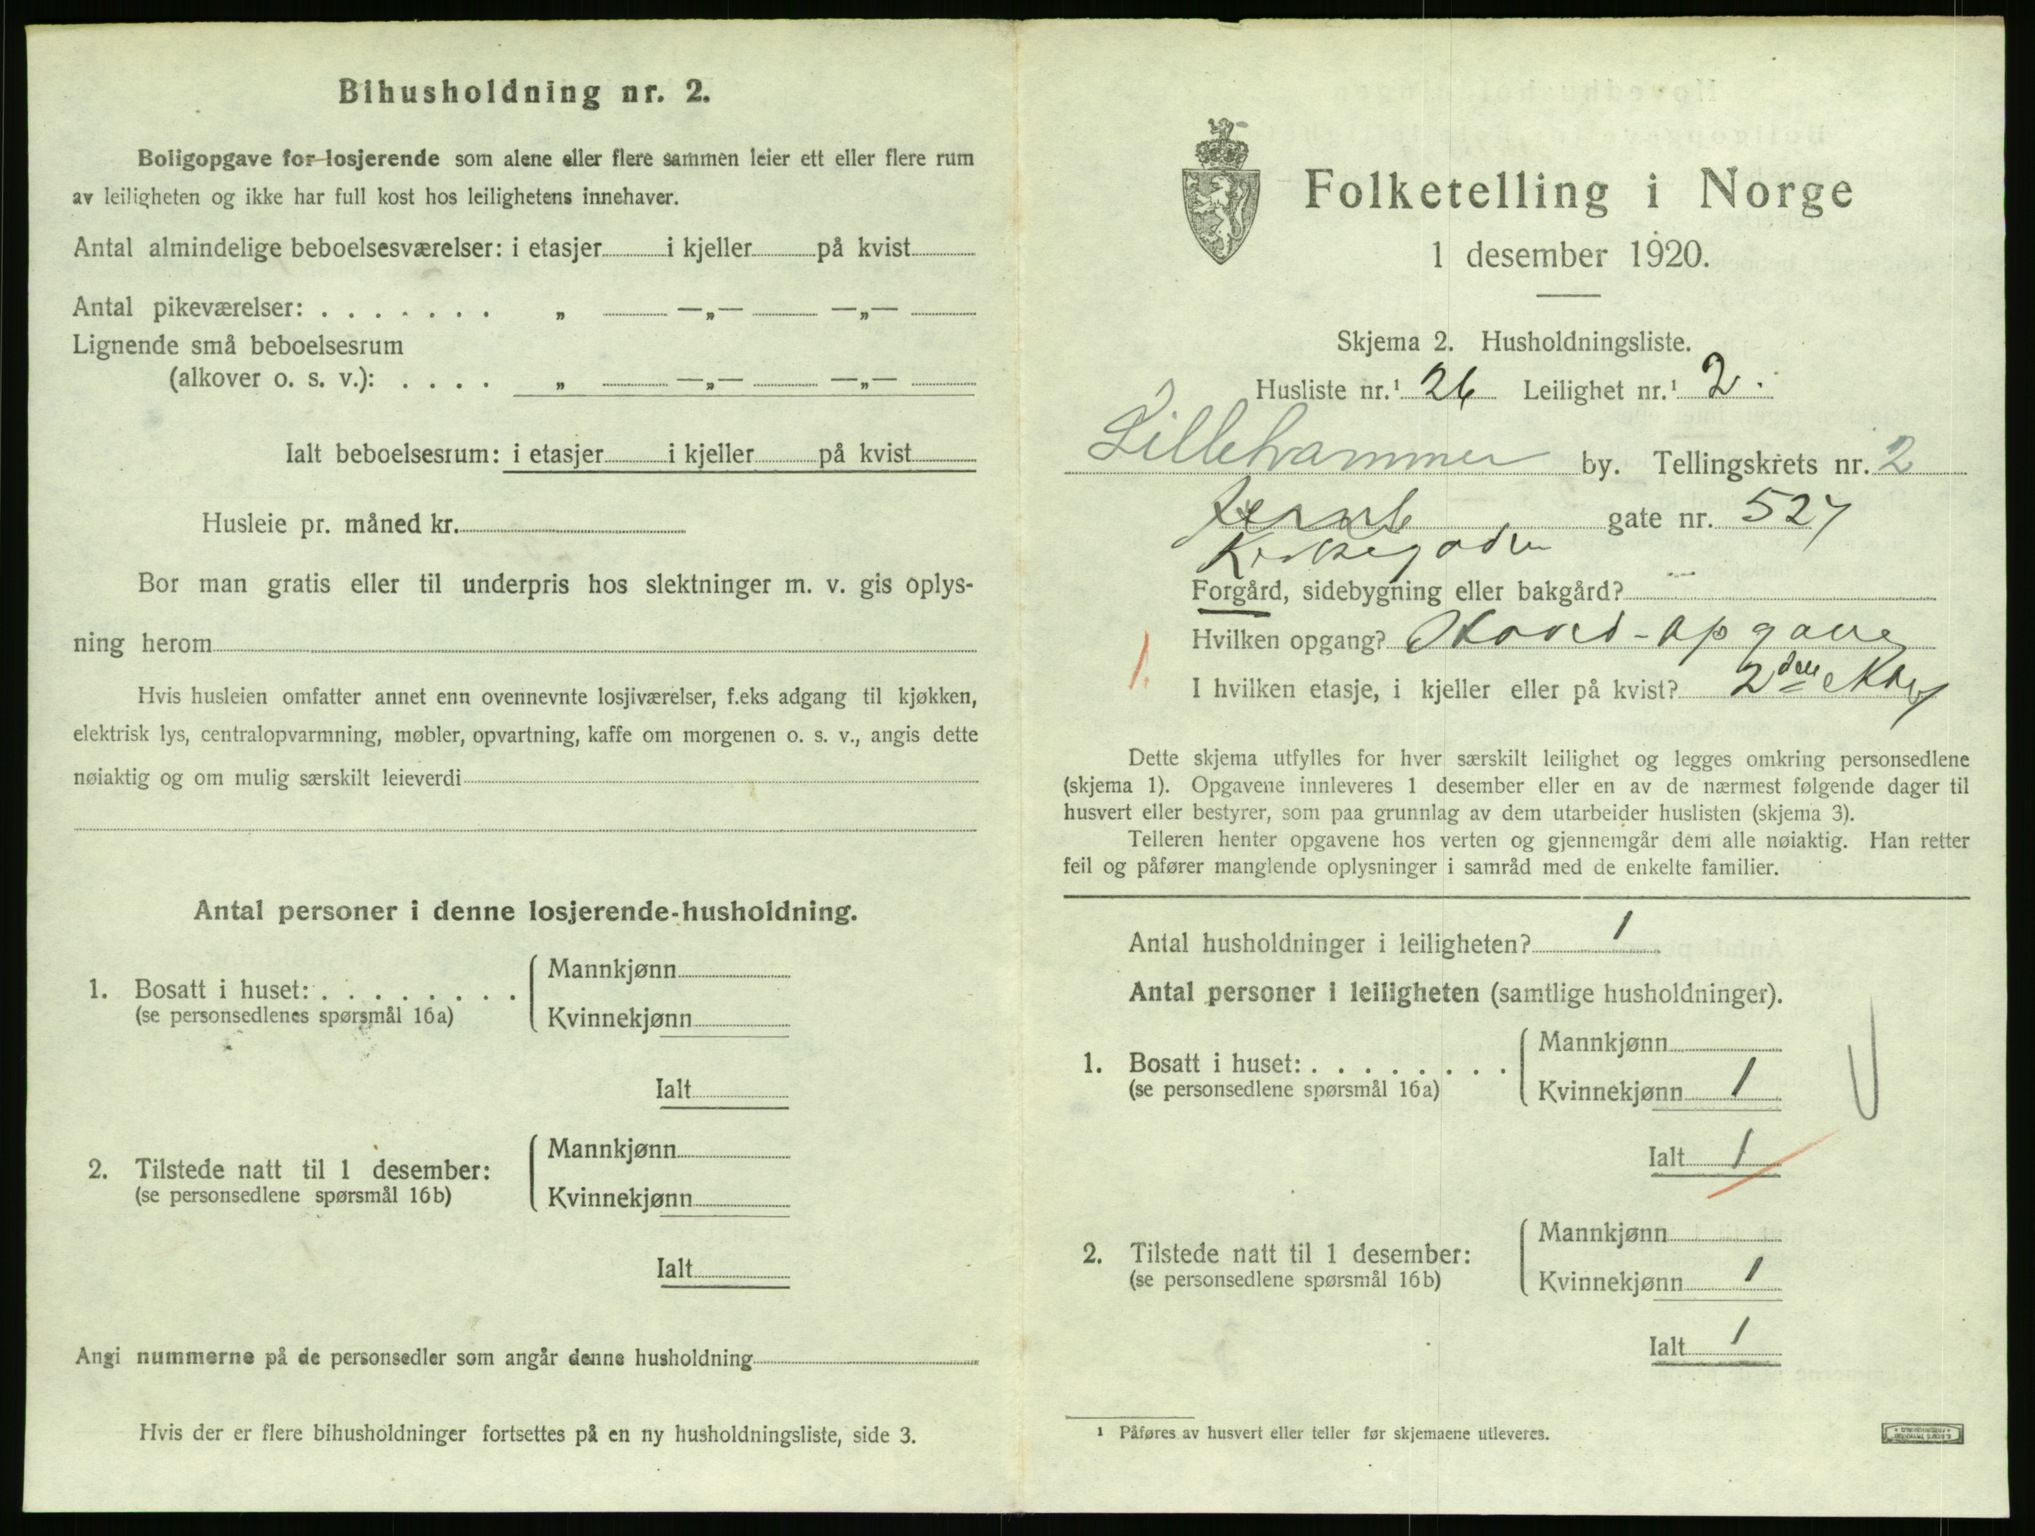 Bihusholdning nr. 2.
Boligopgave for losjerende som alene eller flere sammen leier ett eller flere rum
av leiligheten og ikke har full kost hos leilighetens innehaver.
Antal almindelige beboelsesværelser: i etasjer i kjeller på kvist
Antal pikeværelser: . . . . . . . „ —„— —„—
Lignende små beboelsesrum
(alkover o. s. v.): . . . . „ —„— —„—
Ialt beboelsesrum: i etasjer i kjeller på kvist
Husleie pr. måned kr.
Bor man gratis eller til underpris hos slektninger m. v. gis oplys-
ning herom
Hvis husleien omfatter annet enn ovennevnte losjiværelser, f.eks adgang til kjøkken,
elektrisk lys, centralopvarmning, møbler, opvartning, kaffe om morgenen o. s. v., angis dette
nøiaktig og om mulig særskilt leieverdi
Antal personer i denne losjerende-husholdning.
1. Bosatt i huset: . . . . . . . . Mannkjønn
(se personsedlenes spørsmål 16a) Kvinnekjønn
Ialt
2. Tilstede natt til 1 desember: Mannkjønn
(se personsedlene spørsmål 16b) Kvinnekjønn
Ialt
Angi nummerne på de personsedler som angår denne husholdning
Hvis der er flere bihusholdninger fortsettes på en ny husholdningsliste, side 3.
Folketelling i Norge
1 desember 1920.
Skjema 2. Husholdningsliste.
Husliste nr.¹ 26 Leilighet nr.¹ 2.
Lillehammer by. Tellingskrets nr. 2
gate nr. 527
Kirkegaden
Forgård, sidebygning eller bakgård?
Hvilken opgang? Hoved-opgang
1. I hvilken etasje, i kjeller eller på kvist? 2den
Dette skjema utfylles for hver særskilt leilighet og legges omkring personsedlene
(skjema 1). Opgavene innleveres 1 desember eller en av de nærmest følgende dager til
husvert eller bestyrer, som paa grunnlag av dem utarbeider huslisten (skjema 3).
Telleren henter opgavene hos verten og gjennemgår dem alle nøiaktig. Han retter
feil og påfører manglende oplysninger i samråd med de enkelte familier.
Antal husholdninger i leiligheten? 1
Antal personer i leiligheten (samtlige husholdninger).
1. Bosatt i huset: . . . . . . . . Mannkjønn
(se personsedlene spørsmål 16a) Kvinnekjønn 1
Ialt 1
2. Tilstede natt til 1 desember: Mannkjønn
(se personsedlene spørsmål 16b) Kvinnekjønn 1
Ialt 1
¹ Påføres av husvert eller teller før skjemaene utleveres.